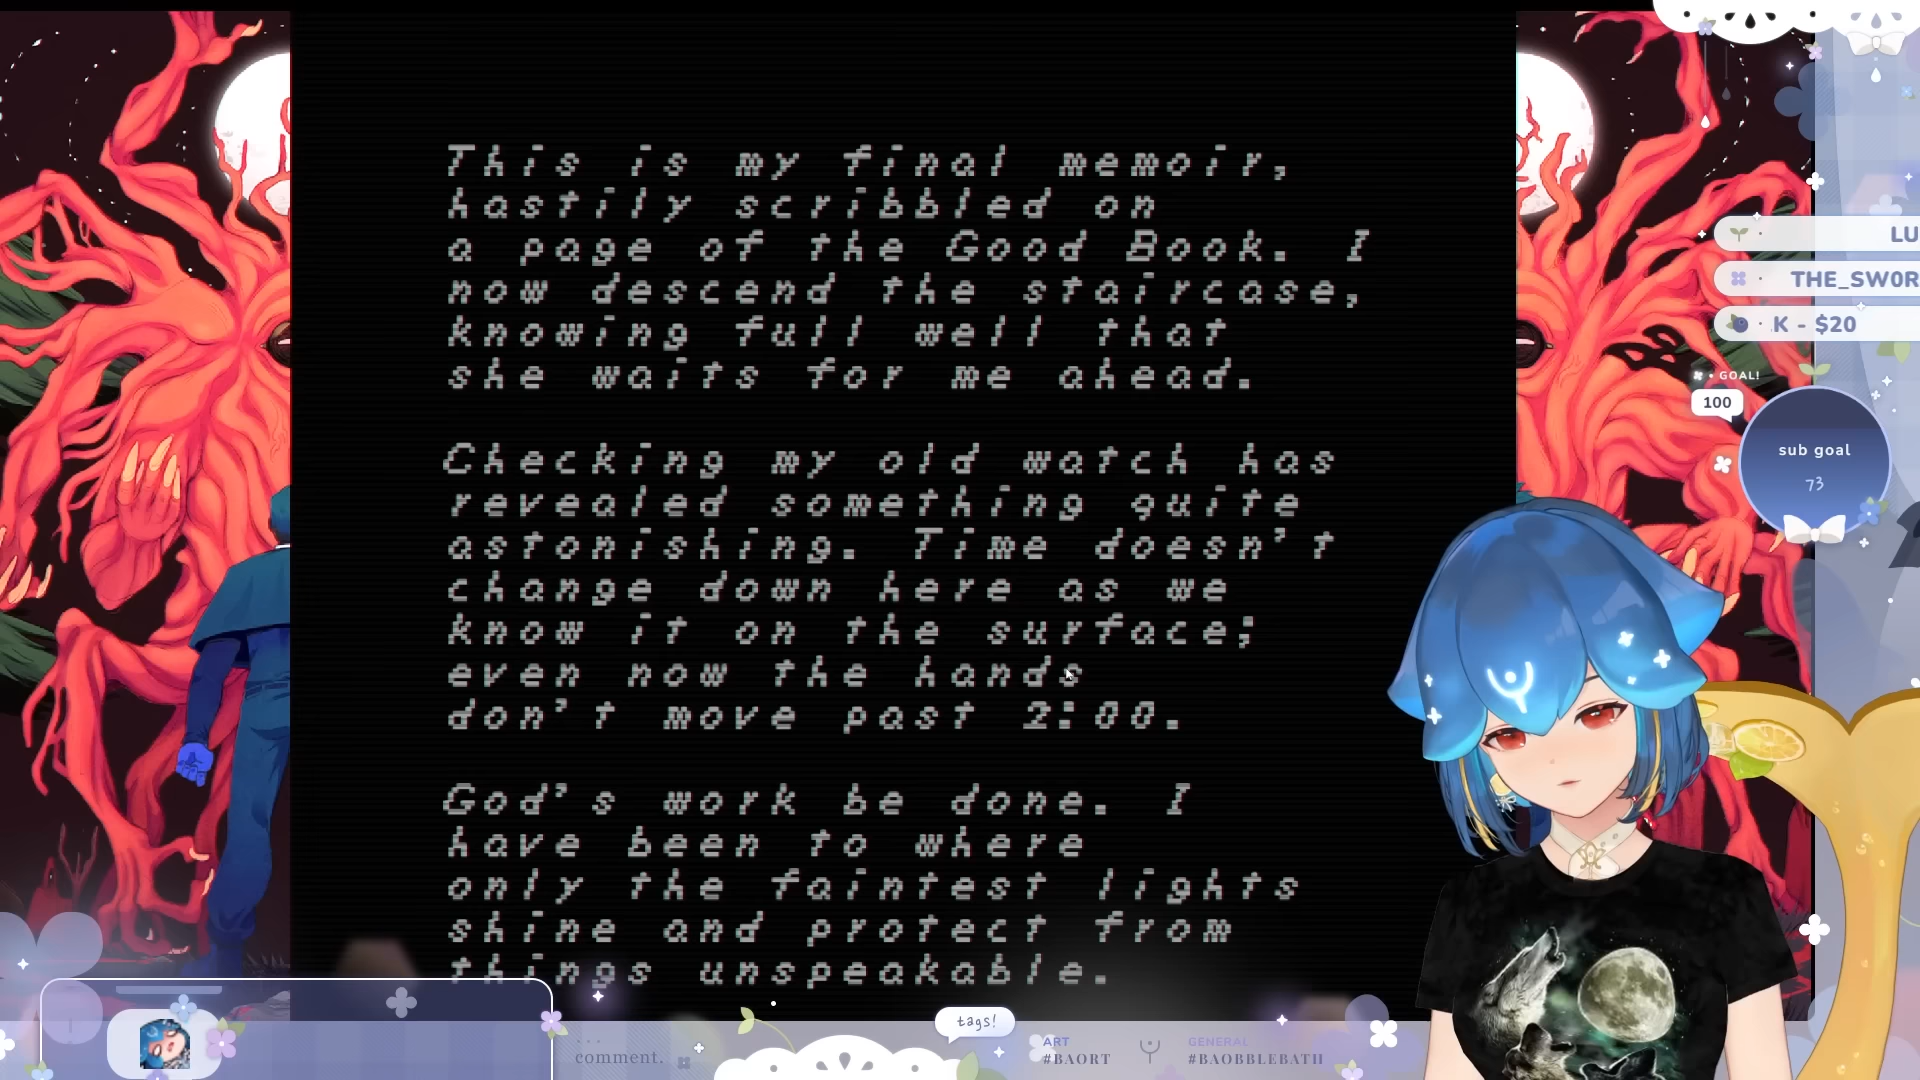 This is my final memoir,
hastily scribbled on
a page of the Good Book. I
now descend the staircase,
knowing full well that
she waits for me ahead.
Checking my old watch has
revealed something quite
astonishing. Time doesn't
change down here as we
know it on the surface;
even now the hands
don't move past 2:00.
God's work be done. I
have been to where
only the faintest lights
shine and protect from
things unspeakable.
LU
THE_SW0R
K - $20
• GOAL!
100
sub goal
73
tags!
... comment.
ART
#BAORT
GENERAL
#BAOBBLEBATH